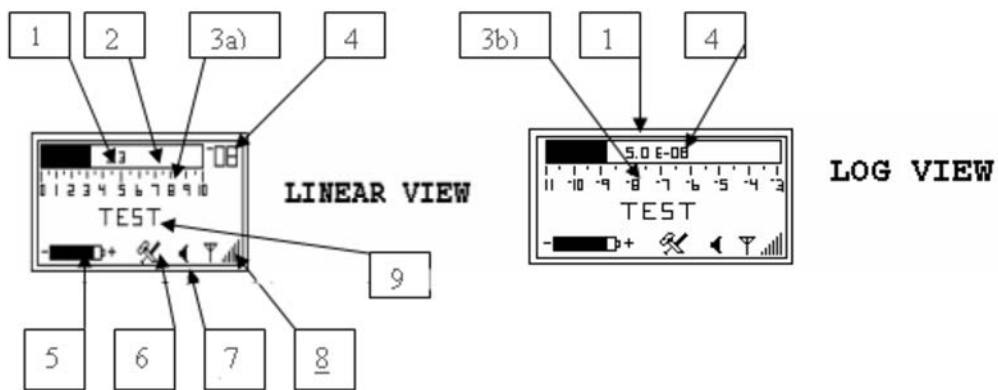 1 2 3a) 4 3b) 1 4
-08
5.0 E-08
0 1 2 3 4 5 6 7 8 9 10
11 -10 -9 -8 -7 -6 -5 -4 -3
TEST
TEST
LINEAR VIEW
LOG VIEW
- +
- +
9
5 6 7 8